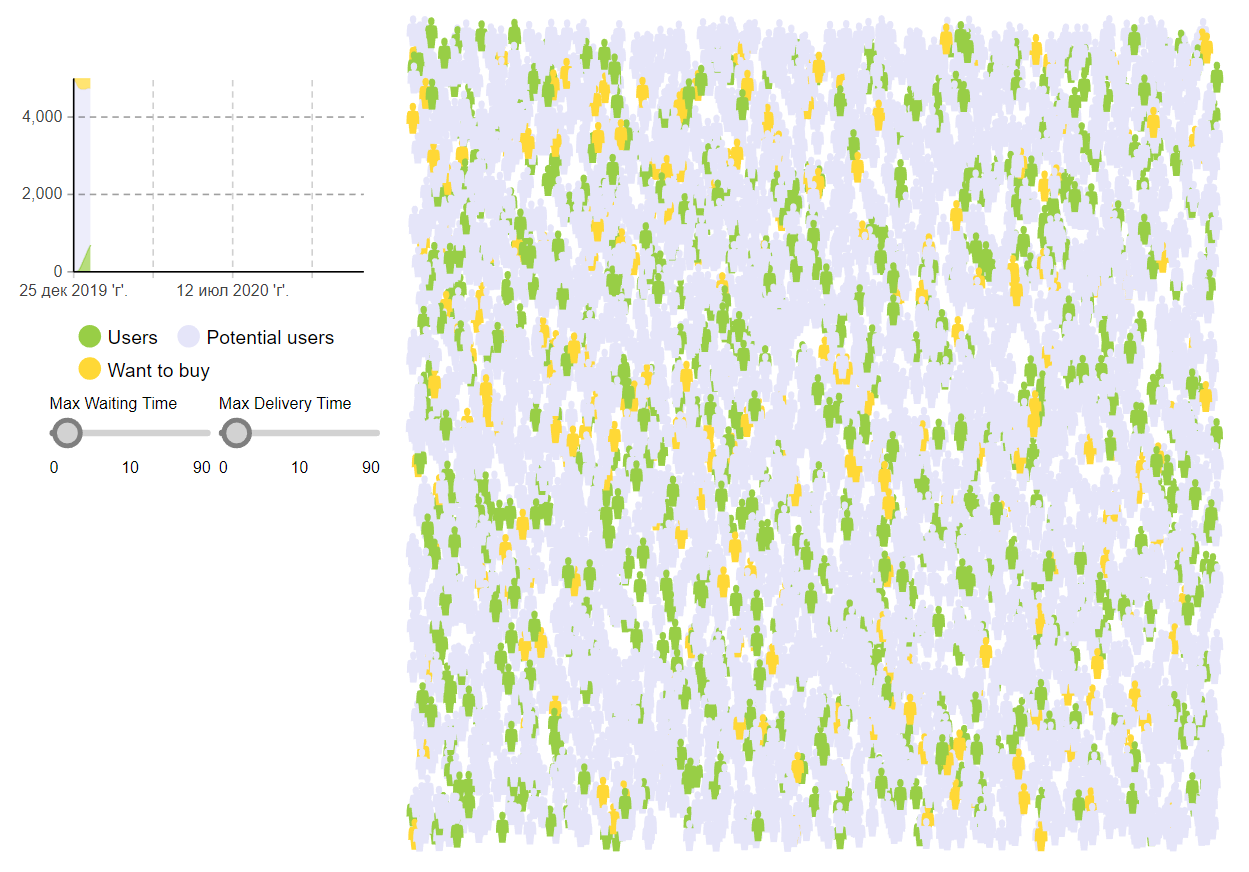 4,000
2,000
0
25 дек 2019 'г'. 12 июл 2020 'г'.
Users Potential users
Want to buy
Max Waiting Time Max Delivery Time
0 10 90 0 10 90